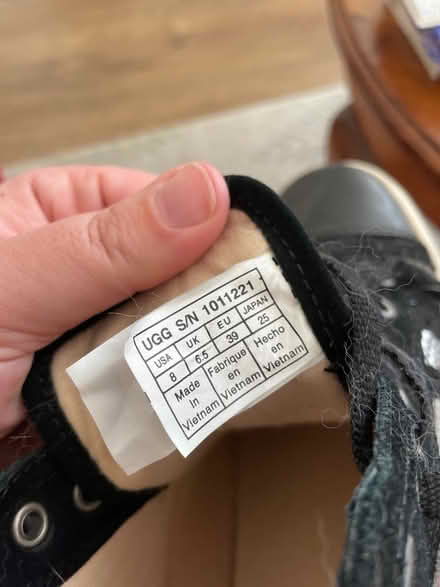 UGG S/N 1011221
USA UK EU JAPAN
8 6.5 39 25
Made in Vietnam
Fabriqué en Vietnam
Hecho en Vietnam